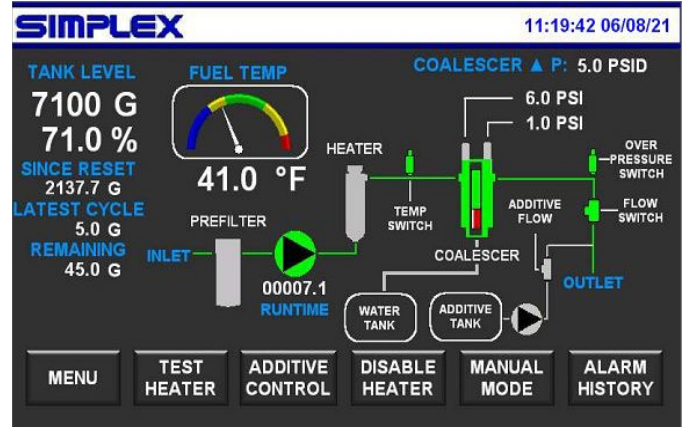 SIMPLEX
11:19:42 06/08/21
TANK LEVEL
7100 G
71.0 %
SINCE RESET
2137.7 G
LATEST CYCLE
5.0 G
REMAINING
45.0 G
FUEL TEMP
41.0 °F
COALESCER ▲ P: 5.0 PSID
6.0 PSI
1.0 PSI
HEATER
PREFILTER
INLET
00007.1
RUNTIME
TEMP
SWITCH
COALESCER
WATER
TANK
ADDITIVE
TANK
ADDITIVE
FLOW
OVER
PRESSURE
SWITCH
FLOW
SWITCH
OUTLET
MENU
TEST
HEATER
ADDITIVE
CONTROL
DISABLE
HEATER
MANUAL
MODE
ALARM
HISTORY